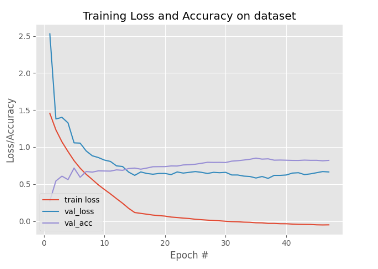 Training Loss and Accuracy on dataset
Loss/Accuracy
2.5
2.0
1.5
1.0
0.5
0.0
train loss
val_loss
val_acc
0 10 20 30 40
Epoch #